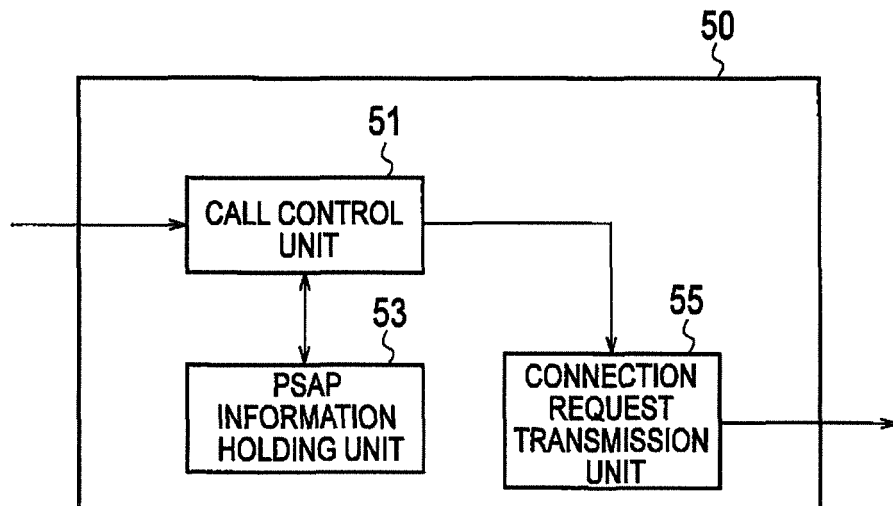 50
51
CALL CONTROL
UNIT
53
PSAP
INFORMATION
HOLDING UNIT
55
CONNECTION
REQUEST
TRANSMISSION
UNIT